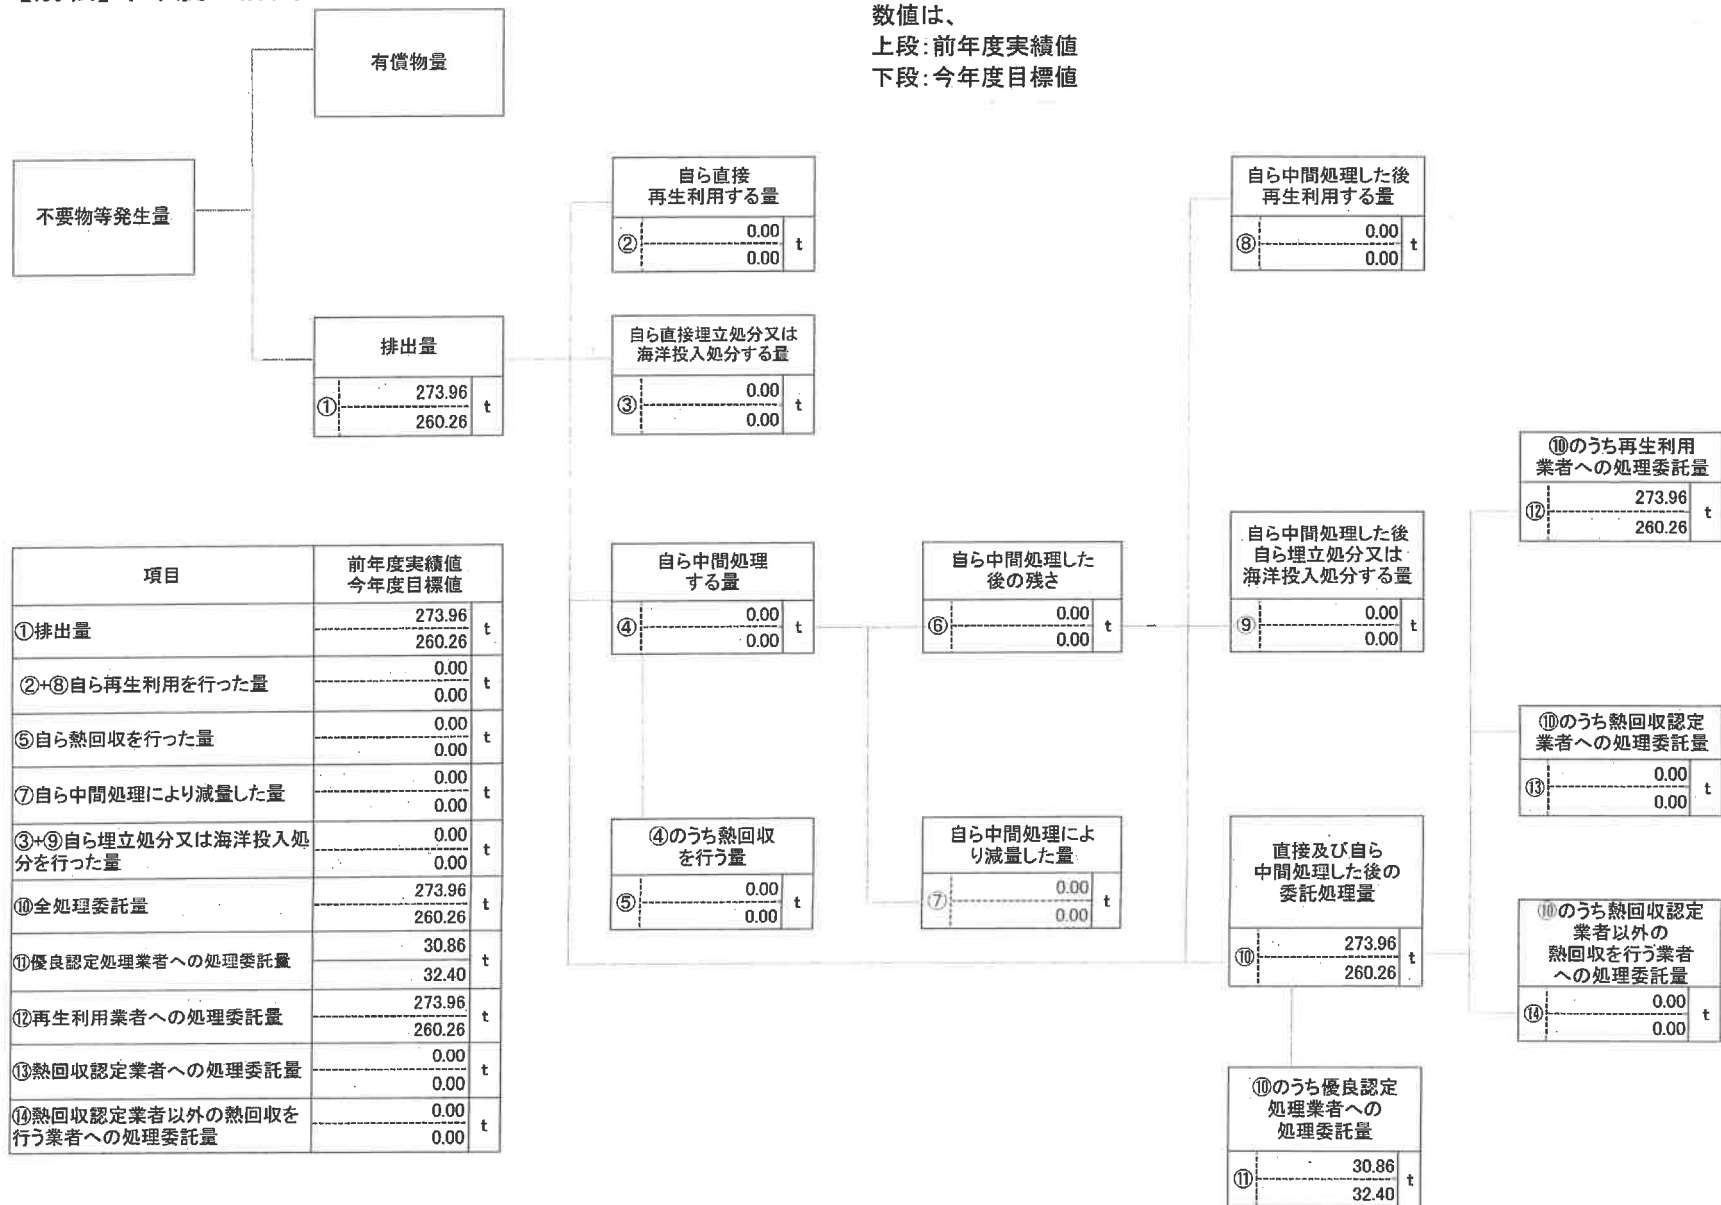 数値は、
上段:前年度実績値
下段:今年度目標値
有償物量
不要物等発生量
排出量
① 273.96 t
260.26
自ら直接
再生利用する量
② 0.00 t
0.00
自ら直接埋立処分又は
海洋投入処分する量
③ 0.00 t
0.00
自ら中間処理
する量
④ 0.00 t
0.00
④のうち熱回収
を行う量
⑤ 0.00 t
0.00
自ら中間処理した
後の残さ
⑥ 0.00 t
0.00
自ら中間処理によ
り減量した量
⑦ 0.00 t
0.00
自ら中間処理した後
再生利用する量
⑧ 0.00 t
0.00
自ら中間処理した後
自ら埋立処分又は
海洋投入処分する量
⑨ 0.00 t
0.00
直接及び自ら
中間処理した後の
委託処理量
⑩ 273.96 t
260.26
⑩のうち優良認定
処理業者への
処理委託量
⑪ 30.86 t
32.40
⑩のうち再生利用
業者への処理委託量
⑫ 273.96 t
260.26
⑩のうち熱回収認定
業者への処理委託量
⑬ 0.00 t
0.00
⑩のうち熱回収認定
業者以外の
熱回収を行う業者
への処理委託量
⑭ 0.00 t
0.00
項目 前年度実績値
今年度目標値
①排出量 273.96 t
260.26
②+⑧自ら再生利用を行った量 0.00 t
0.00
⑤自ら熱回収を行った量 0.00 t
0.00
⑦自ら中間処理により減量した量 0.00 t
0.00
③+⑨自ら埋立処分又は海洋投入処 0.00 t
分を行った量 0.00
⑩全処理委託量 273.96 t
260.26
⑪優良認定処理業者への処理委託量 30.86 t
32.40
⑫再生利用業者への処理委託量 273.96 t
260.26
⑬熱回収認定業者への処理委託量 0.00 t
0.00
⑭熱回収認定業者以外の熱回収を 0.00 t
行う業者への処理委託量 0.00